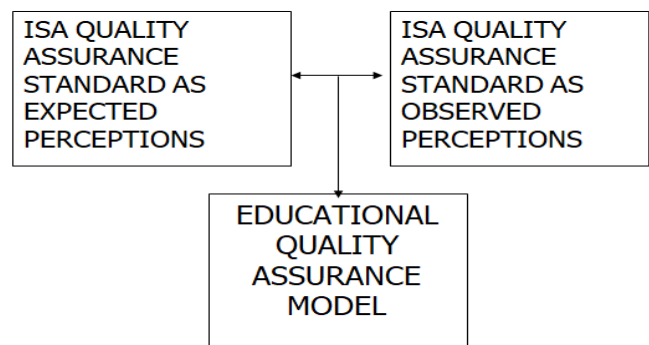 ISA QUALITY
ASSURANCE
STANDARD AS
EXPECTED
PERCEPTIONS
ISA QUALITY
ASSURANCE
STANDARD AS
OBSERVED
PERCEPTIONS
EDUCATIONAL
QUALITY
ASSURANCE
MODEL